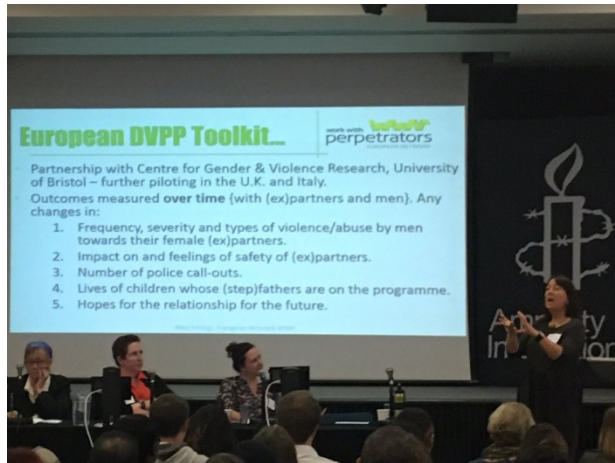 European DVPP Toolkit...
work with
perpetrators
EUROPEAN NETWORK
Partnership with Centre for Gender & Violence Research, University
of Bristol – further piloting in the U.K. and Italy.
Outcomes measured over time {with (ex)partners and men}. Any
changes in:
1. Frequency, severity and types of violence/abuse by men
towards their female (ex)partners.
2. Impact on and feelings of safety of (ex)partners.
3. Number of police call-outs.
4. Lives of children whose (step)fathers are on the programme.
5. Hopes for the relationship for the future.